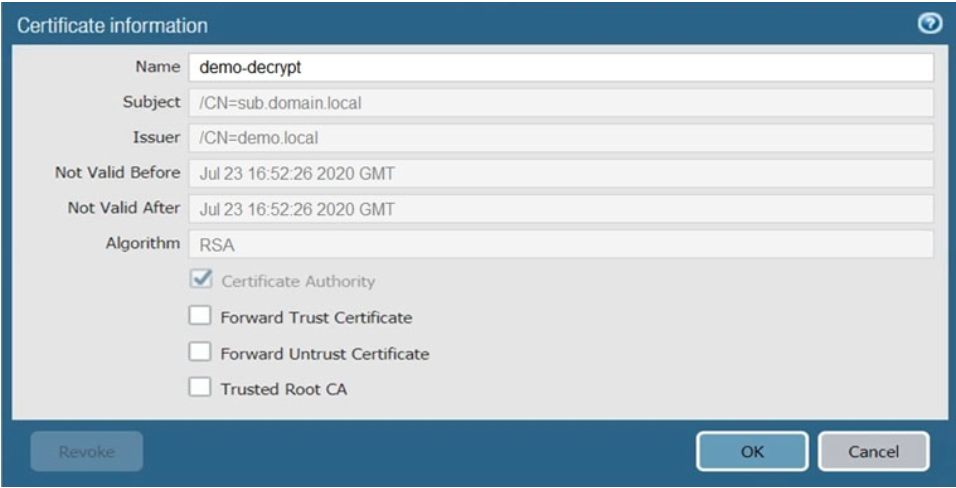 Certificate information
Name demo-decrypt
Subject /CN=sub.domain.local
Issuer /CN=demo.local
Not Valid Before Jul 23 16:52:26 2020 GMT
Not Valid After Jul 23 16:52:26 2020 GMT
Algorithm RSA
Certificate Authority
Forward Trust Certificate
Forward Untrust Certificate
Trusted Root CA
Revoke OK Cancel